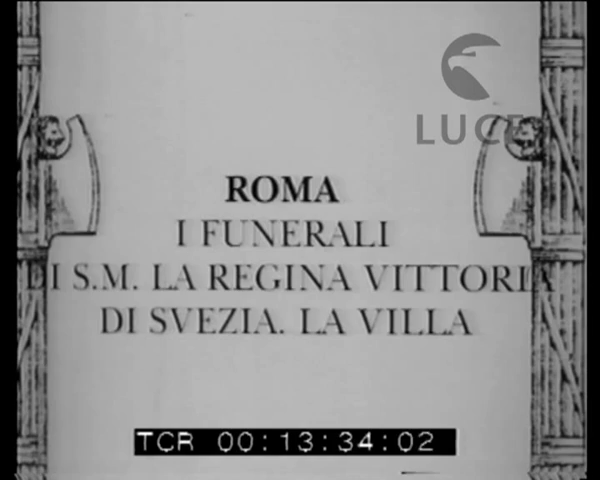 LUCE
ROMA
I FUNERALI
DI S.M. LA REGINA VITTORIA
DI SVEZIA. LA VILLA
TCR 00:13:34:02